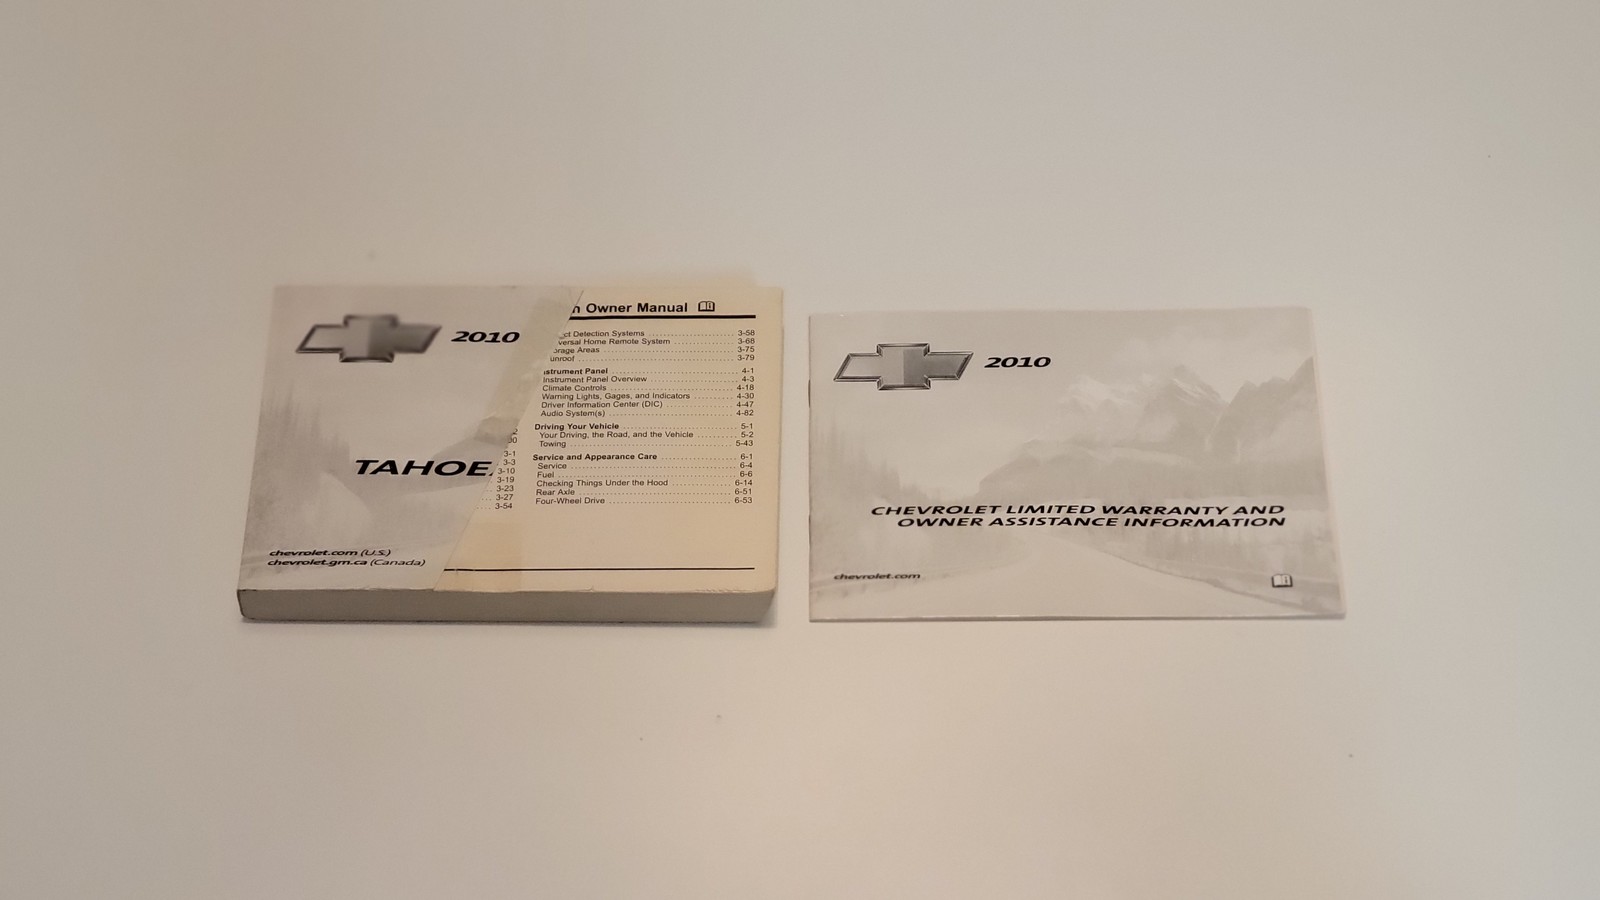 2010
TAHOE
chevrolet.com (U.S.)
chevrolet.gm.ca (Canada)
3-1
3-3
3-10
3-19
3-23
3-27
3-54
Owner Manual
Detection Systems 3-58
Home Remote System 3-68
Areas 3-75
3-79
Panel 4-1
Instrument Panel Overview 4-3
Climate Controls 4-18
Warning Lights, Gages, and Indicators 4-30
Driver Information Center (DIC) 4-47
Audio System(s) 4-82
Driving Your Vehicle 5-1
Your Driving, the Road, and the Vehicle 5-2
Towing 5-43
Service and Appearance Care 6-1
Service 6-4
Fuel 6-6
Checking Things Under the Hood 6-14
Rear Axle 6-51
Four-Wheel Drive 6-53
2010
CHEVROLET LIMITED WARRANTY AND
OWNER ASSISTANCE INFORMATION
chevrolet.com